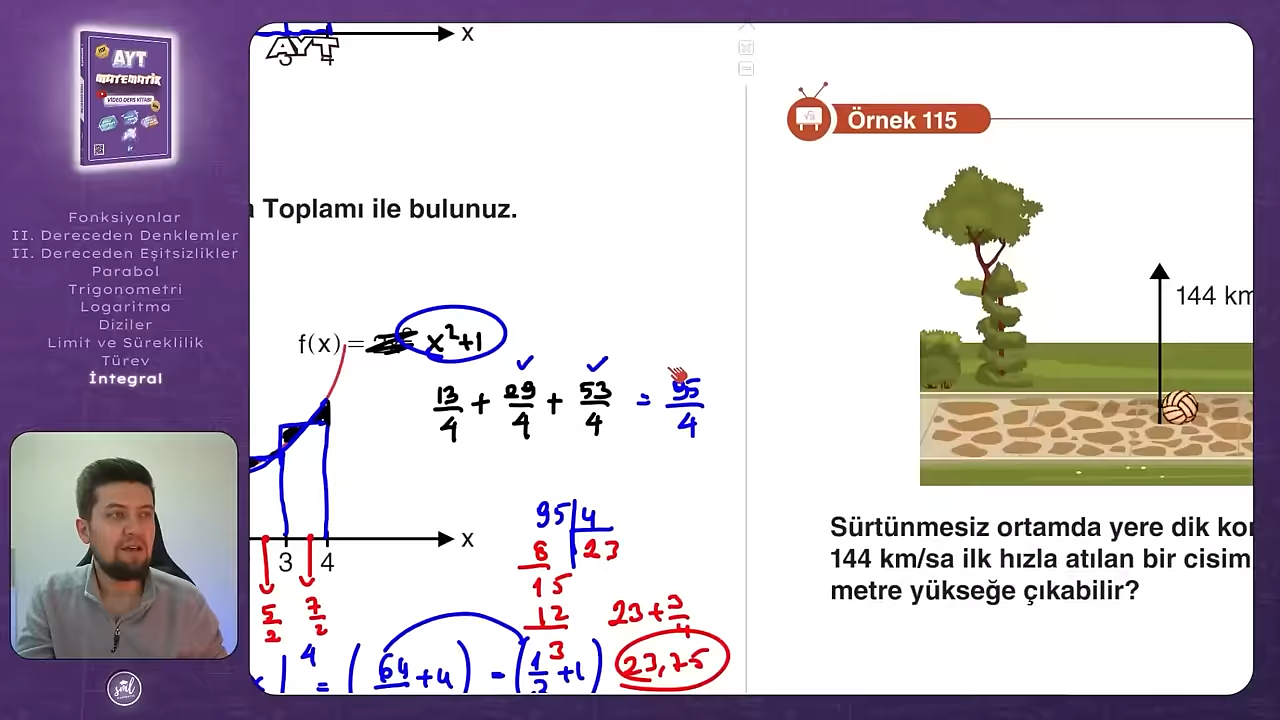 AYT
MATEMATİK
VİDEO DERS KİTABI
Fonksiyonlar
II. Dereceden Denklemler
II. Dereceden Eşitsizlikler
Parabol
Trigonometri
Logaritma
Diziler
Limit ve Süreklilik
Türev
İntegral
sml
x
AYT
3 4
Toplamı ile bulunuz.
f(x) = x²+1
13/4 + 29/4 + 53/4 = 95/4
x
3 4
5/2 7/2
95 4
8 23
15
12
3
23+3/4
23,75
x | 4 = (64 +4) - (1/3 +1)
Örnek 115
144 km
Sürtünmesiz ortamda yere dik
144 km/sa ilk hızla atılan bir cisim
metre yükseğe çıkabilir?